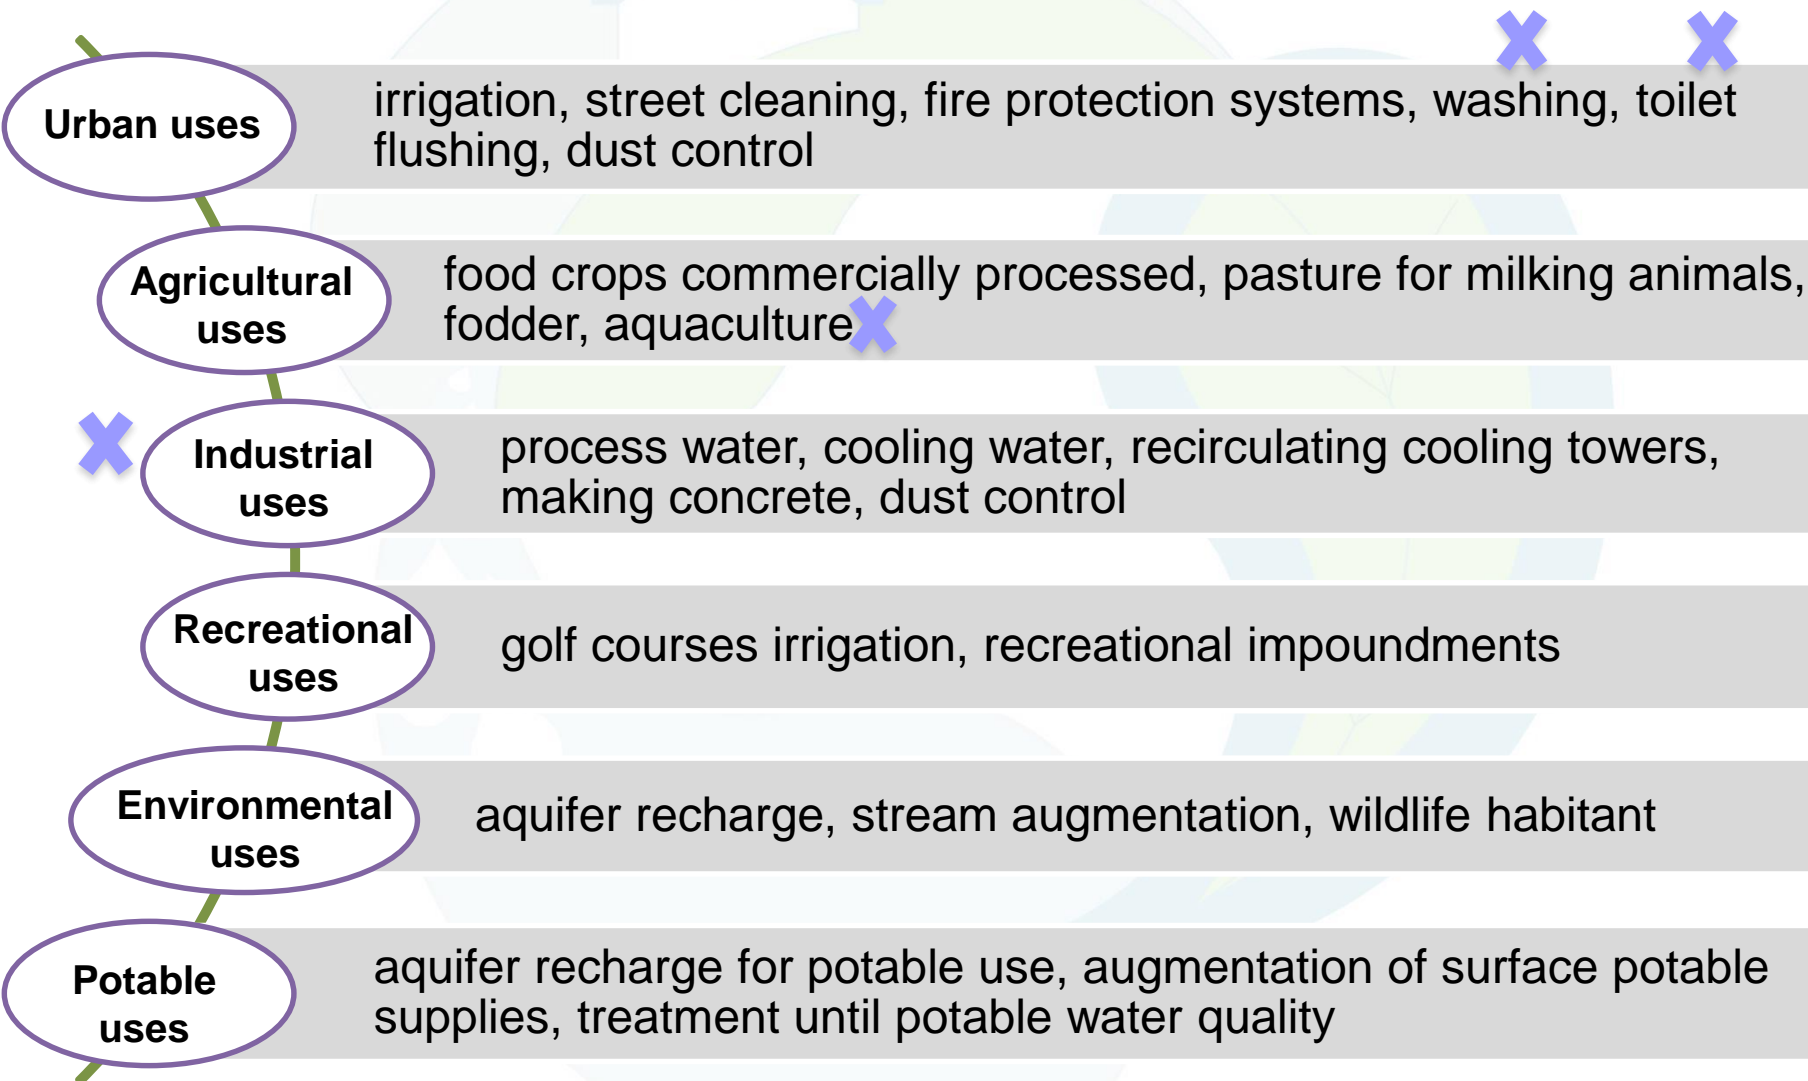 Urban uses
irrigation, street cleaning, fire protection systems, washing, toilet
flushing, dust control
Agricultural
uses
food crops commercially processed, pasture for milking animals,
fodder, aquaculture
Industrial
uses
process water, cooling water, recirculating cooling towers,
making concrete, dust control
Recreational
uses
golf courses irrigation, recreational impoundments
Environmental
uses
aquifer recharge, stream augmentation, wildlife habitant
Potable
uses
aquifer recharge for potable use, augmentation of surface potable
supplies, treatment until potable water quality